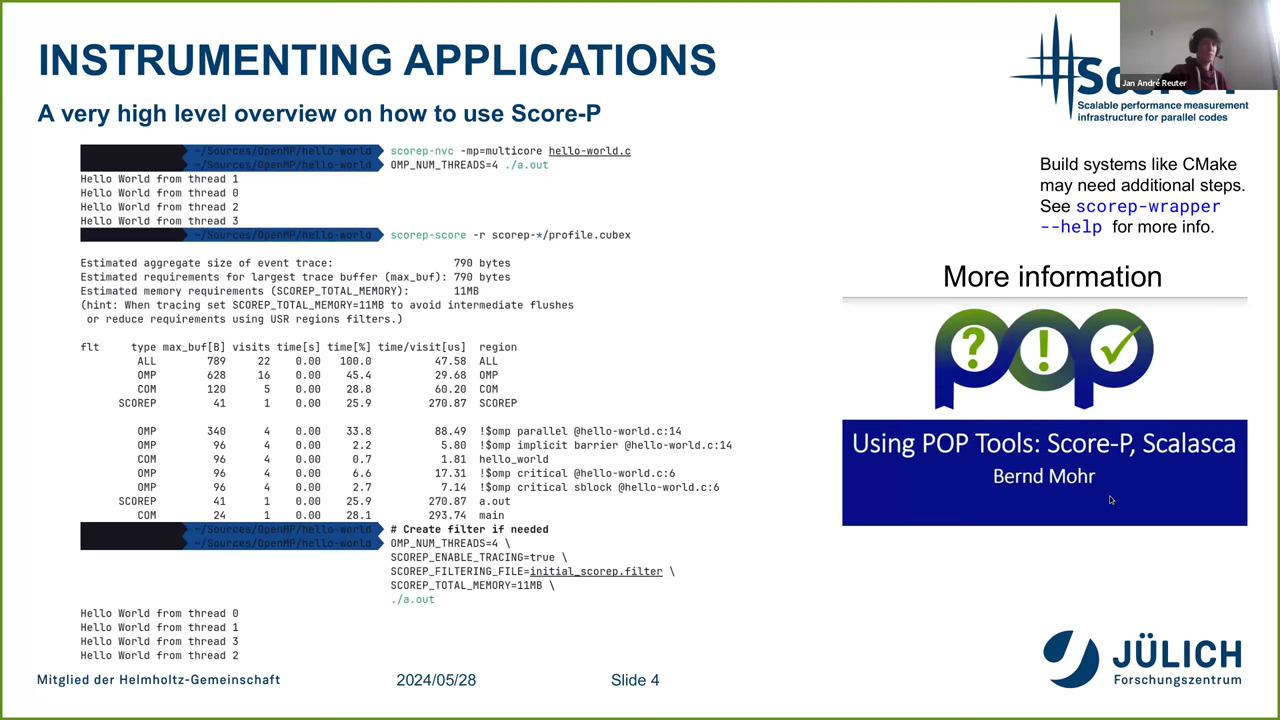 INSTRUMENTING APPLICATIONS
A very high level overview on how to use Score-P
~/Sources/OpenMP/hello-world scorep-nvc -mp=multicore hello-world.c
~/Sources/OpenMP/hello-world OMP_NUM_THREADS=4 ./a.out
Hello World from thread 1
Hello World from thread 0
Hello World from thread 2
Hello World from thread 3
~/Sources/OpenMP/hello-world scorep-score -r scorep-*/profile.cubex
Estimated aggregate size of event trace: 790 bytes
Estimated requirements for largest trace buffer (max_buf): 790 bytes
Estimated memory requirements (SCOREP_TOTAL_MEMORY): 11MB
(hint: When tracing set SCOREP_TOTAL_MEMORY=11MB to avoid intermediate flushes
or reduce requirements using USR regions filters.)
flt type max_buf[B] visits time[s] time[%] time/visit[us] region
ALL 789 22 0.00 100.0 47.58 ALL
OMP 628 16 0.00 45.4 29.68 OMP
COM 120 5 0.00 28.8 60.20 COM
SCOREP 41 1 0.00 25.9 270.87 SCOREP
OMP 340 4 0.00 33.8 88.49 !$omp parallel @hello-world.c:14
OMP 96 4 0.00 2.2 5.80 !$omp implicit barrier @hello-world.c:14
COM 96 4 0.00 0.7 1.81 hello_world
OMP 96 4 0.00 6.6 17.31 !$omp critical @hello-world.c:6
OMP 96 4 0.00 2.7 7.14 !$omp critical sblock @hello-world.c:6
SCOREP 41 1 0.00 25.9 270.87 a.out
COM 24 1 0.00 28.1 293.74 main
~/Sources/OpenMP/hello-world # Create filter if needed
~/Sources/OpenMP/hello-world OMP_NUM_THREADS=4 \
SCOREP_ENABLE_TRACING=true \
SCOREP_FILTERING_FILE=initial_scorep.filter \
SCOREP_TOTAL_MEMORY=11MB \
./a.out
Hello World from thread 0
Hello World from thread 1
Hello World from thread 3
Hello World from thread 2
Jan André Reuter
Scalable performance measurement
infrastructure for parallel codes
Build systems like CMake
may need additional steps.
See scorep-wrapper
--help for more info.
More information
pop
Using POP Tools: Score-P, Scalasca
Bernd Mohr
JÜLICH
Forschungszentrum
Mitglied der Helmholtz-Gemeinschaft
2024/05/28
Slide 4